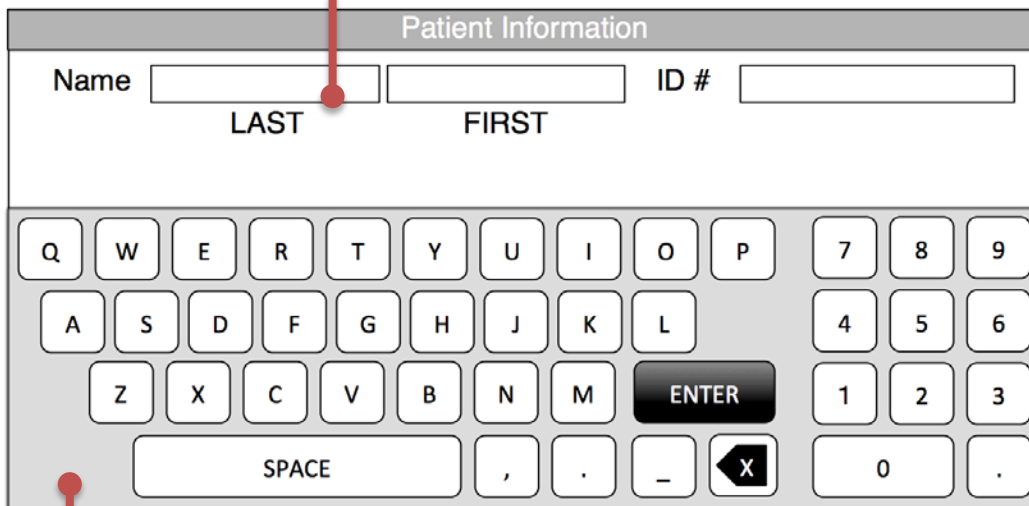 Patient Information
Name ID #
LAST FIRST
Q W E R T Y U I O P 7 8 9
A S D F G H J K L 4 5 6
Z X C V B N M ENTER 1 2 3
SPACE , . _ X 0 .